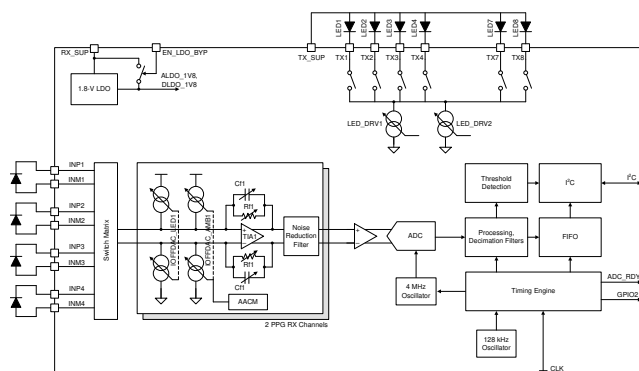 LED1
LED2
LED3
LED4
LED7
LED8
RX_SUP
EN_LDO_BYP
TX_SUP
TX1
TX2
TX3
TX4
TX7
TX8
1.8-V LDO
ALDO_1V8,
DLDO_1V8
LED_DRV1
LED_DRV2
INP1
INM1
INP2
INM2
INP3
INM3
INP4
INM4
Switch Matrix
IOFFDAC_LED1
IOFFDAC_AMB1
Cf1
Rf1
TIA1
Rf1
Cf1
AACM
Noise
Reduction
Filter
2 PPG RX Channels
ADC
4 MHz
Oscillator
Threshold
Detection
I²C
I²C
Processing,
Decimation Filters
FIFO
Timing Engine
ADC_RDY
GPIO2
128 kHz
Oscillator
CLK